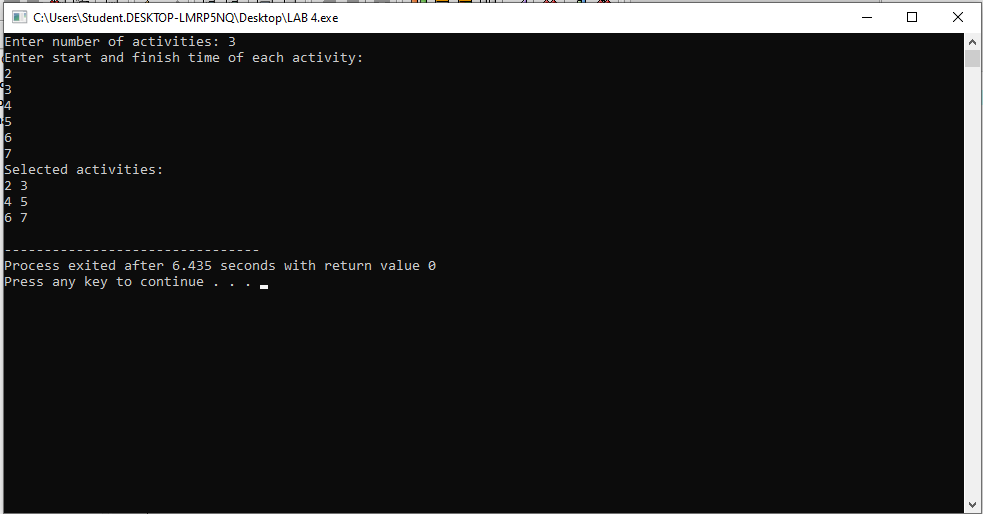 C:\Users\Student.DESKTOP-LMRP5NQ\Desktop\LAB 4.exe
Enter number of activities: 3
Enter start and finish time of each activity:
2
3
4
5
6
7
Selected activities:
2 3
4 5
6 7
--------------------------------
Process exited after 6.435 seconds with return value 0
Press any key to continue . . .